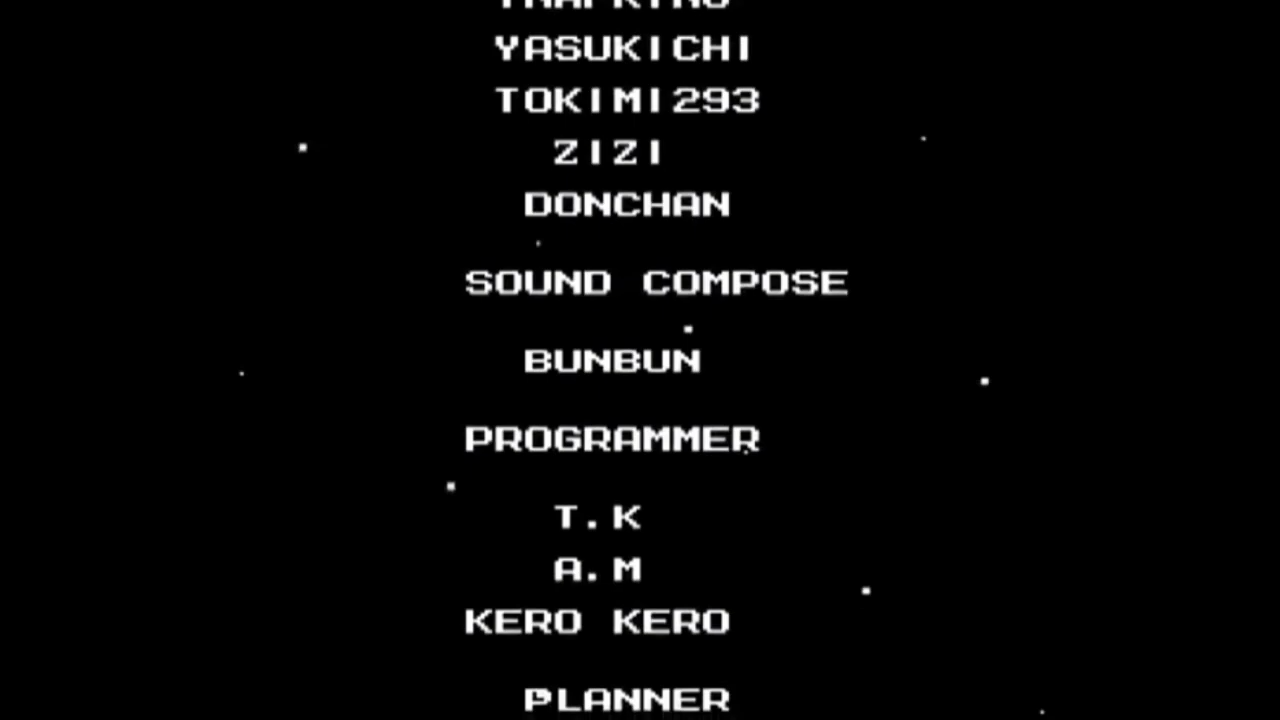 YASUKICHI
TOKIMI293
ZIZI
DONCHAN
SOUND COMPOSE
BUNBUN
PROGRAMMER
T.K
A.M
KERO KERO
PLANNER